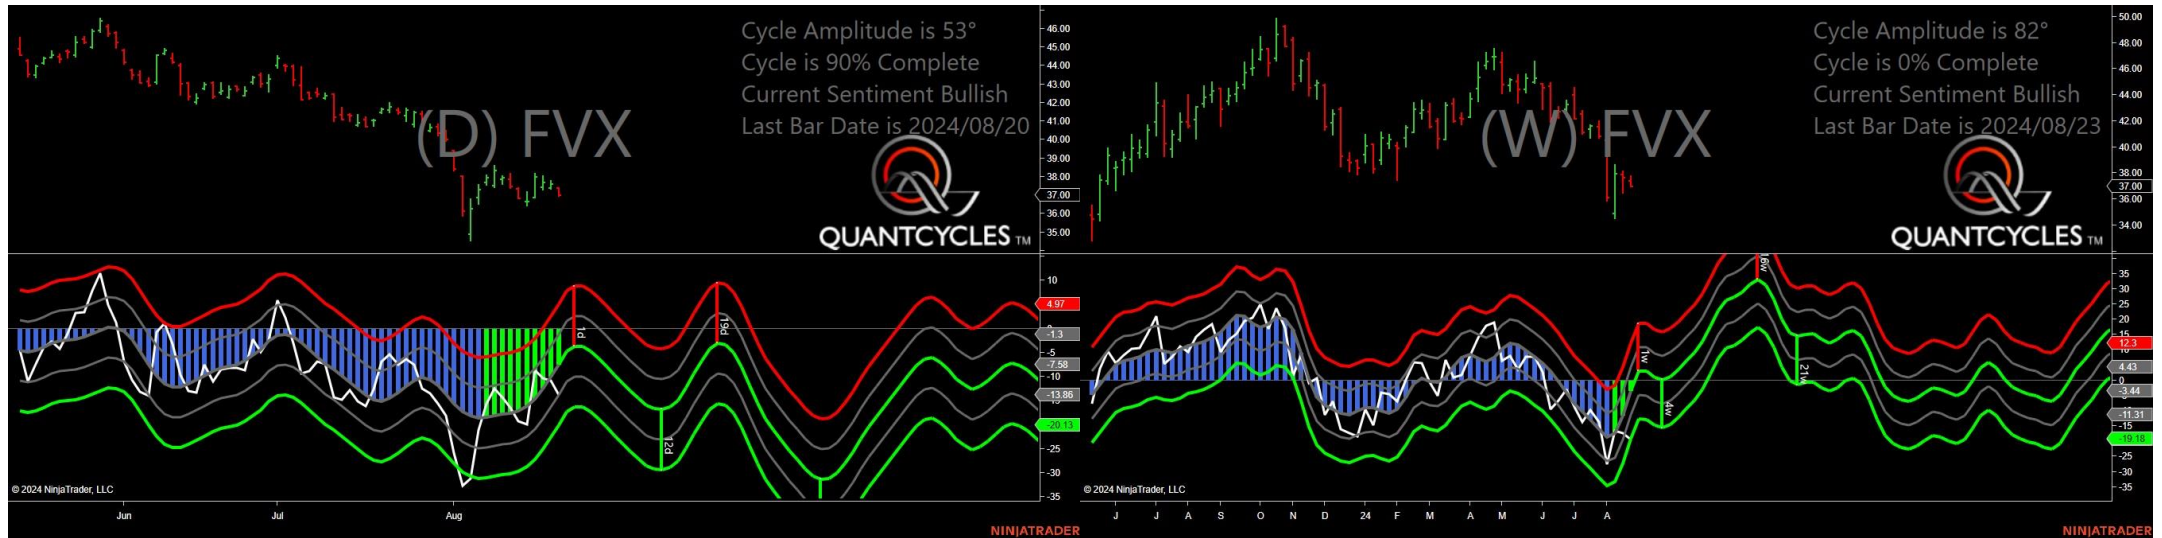 Cycle Amplitude is 53°
Cycle is 90% Complete
Current Sentiment Bullish
Last Bar Date is 2024/08/20
(D) FVX
QUANTCYCLES TM
46.00
45.00
44.00
43.00
42.00
41.00
40.00
39.00
38.00
37.00
36.00
35.00
10
4.97
-1.3
-5
-7.58
-10
-13.86
-20.13
-25
-30
-35
1d
12d
19d
© 2024 NinjaTrader, LLC
Jun Jul Aug
NINJATRADER
Cycle Amplitude is 82°
Cycle is 0% Complete
Current Sentiment Bullish
Last Bar Date is 2024/08/23
(W) FVX
QUANTCYCLES TM
50.00
48.00
46.00
44.00
42.00
40.00
38.00
37.00
36.00
34.00
35
30
25
20
15
12.3
4.43
0
-3.44
-11.31
-15
-19.18
-25
-30
-35
1w
4w
16w
21w
© 2024 NinjaTrader, LLC
J J A S O N D 24 F M A M J J A
NINJATRADER